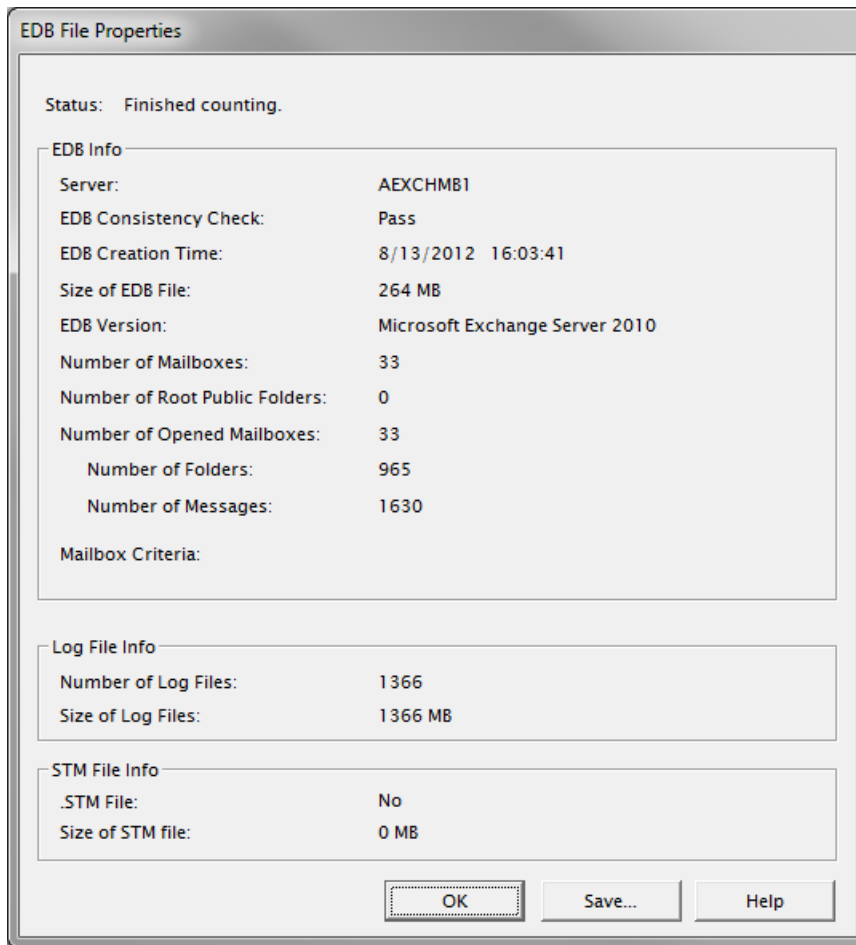 EDB File Properties
Status: Finished counting.
EDB Info
Server: AEXCHMB1
EDB Consistency Check: Pass
EDB Creation Time: 8/13/2012 16:03:41
Size of EDB File: 264 MB
EDB Version: Microsoft Exchange Server 2010
Number of Mailboxes: 33
Number of Root Public Folders: 0
Number of Opened Mailboxes: 33
Number of Folders: 965
Number of Messages: 1630
Mailbox Criteria:
Log File Info
Number of Log Files: 1366
Size of Log Files: 1366 MB
STM File Info
.STM File: No
Size of STM file: 0 MB
OK Save... Help